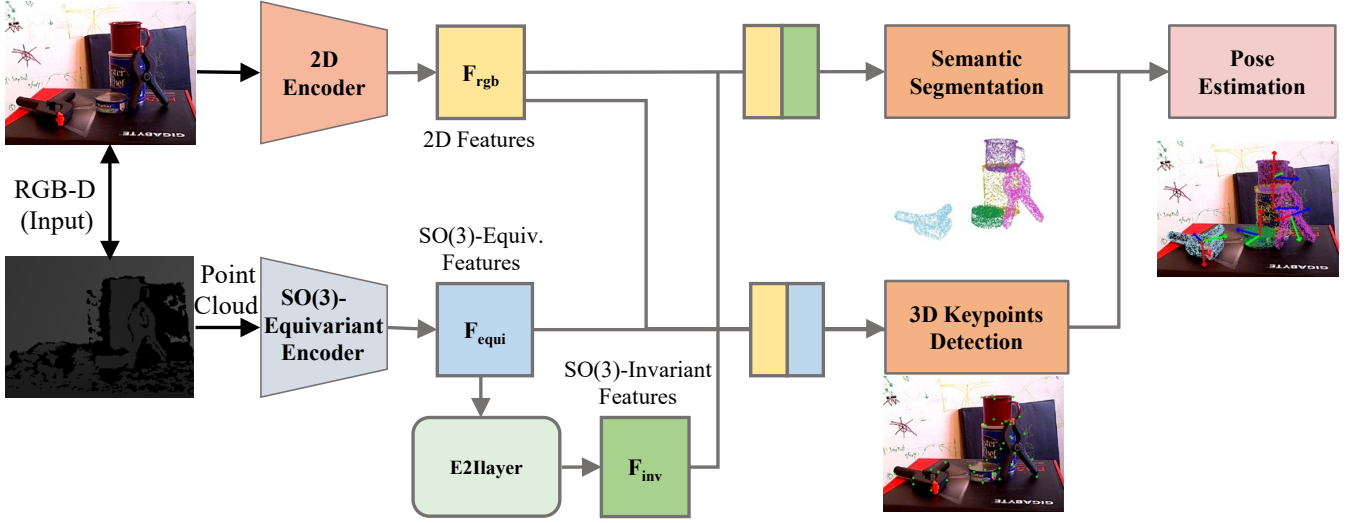 2D
Encoder
F_rgb
2D Features
Semantic
Segmentation
Pose
Estimation
RGB-D
(Input)
Point
Cloud
SO(3)-
Equivariant
Encoder
SO(3)-Equiv.
Features
F_equi
3D Keypoints
Detection
SO(3)-Invariant
Features
E2Ilayer
F_inv
GIGABYTE
GIGABYTE
GIGABYTE